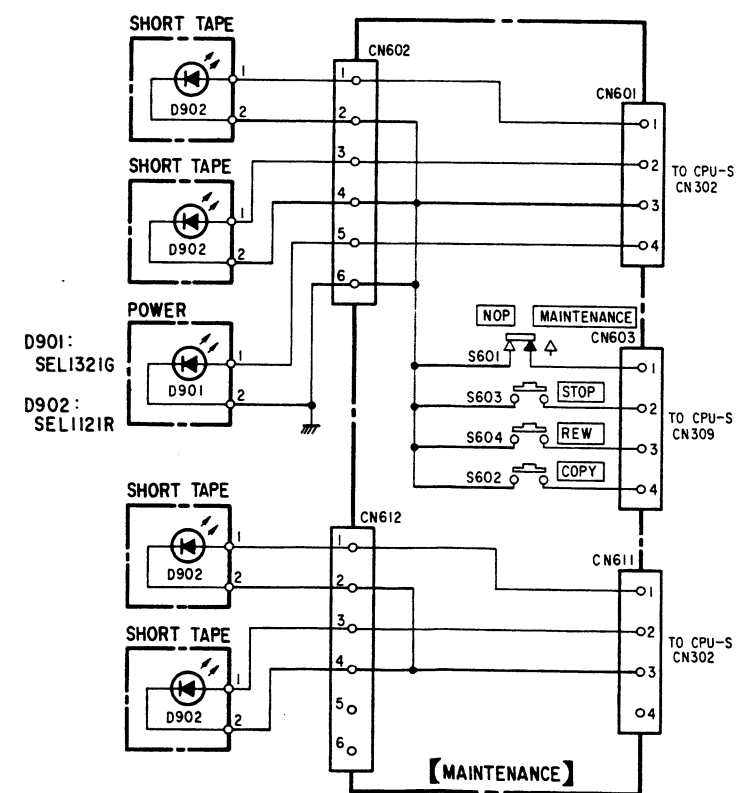 SHORT TAPE
D902
1
2
SHORT TAPE
D902
1
2
POWER
D901
1
2
D901:
SEL1321G
D902:
SEL1121R
CN602
1
2
3
4
5
6
CN601
1
2
3
4
TO CPU-S
CN302
NOP
MAINTENANCE
CN603
S601
S603
STOP
S604
REW
S602
COPY
1
2
3
4
TO CPU-S
CN309
SHORT TAPE
D902
1
2
SHORT TAPE
D902
1
2
CN612
1
2
3
4
5
6
CN611
1
2
3
4
TO CPU-S
CN302
【MAINTENANCE】